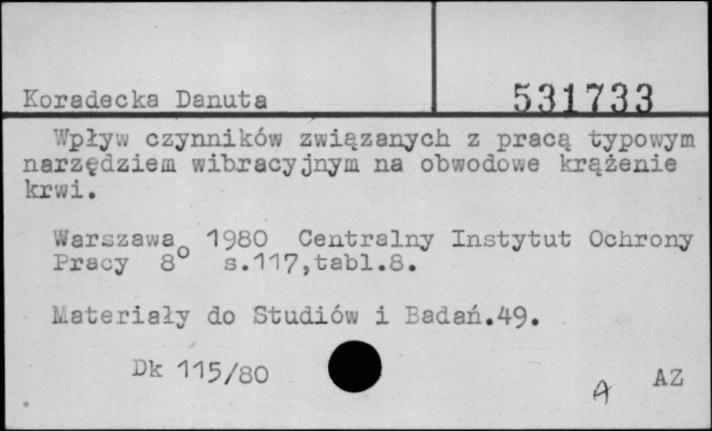 Koradecka Danuta 531733
Wpływ czynników związanych z pracą typowym
narzędziem wibracyjnym na obwodowe krążenie
krwi.
Warszawa 1980 Centralny Instytut Ochrony
Pracy 8° s.117,tabl.8.
Materiały do Studiów i Badań.49.
Dk 115/80
A AZ